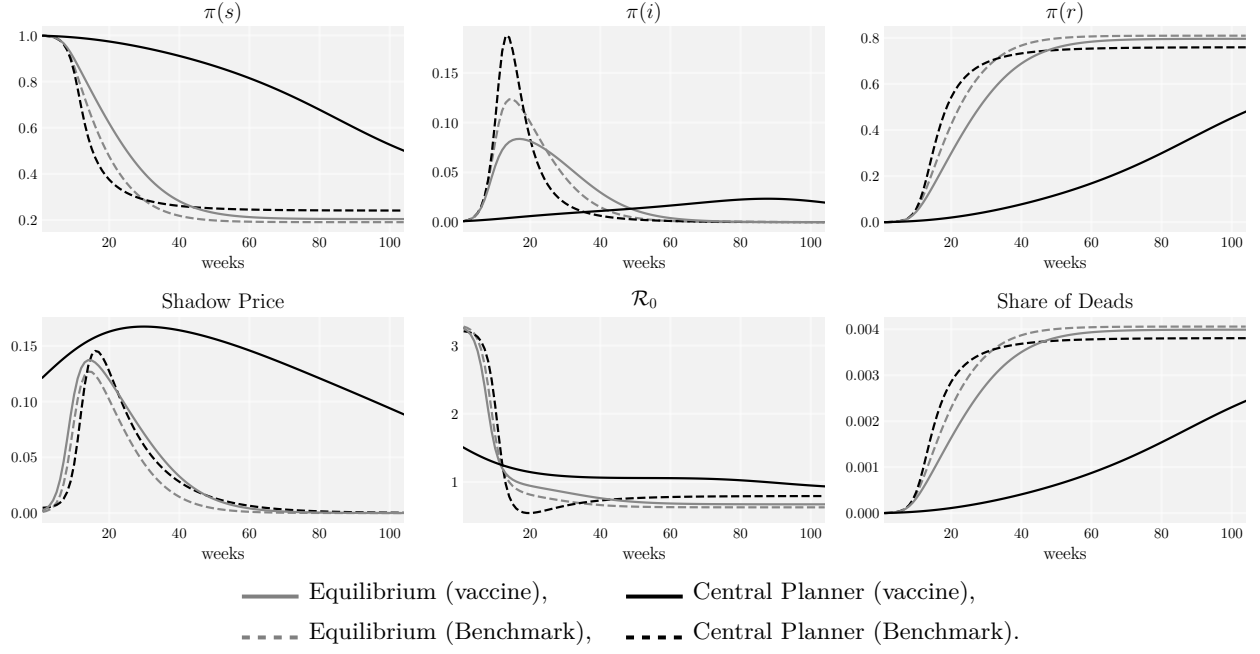 π(s)
π(i)
π(r)
1.0
0.8
0.6
0.4
0.2
20 40 60 80 100
weeks
0.15
0.10
0.05
0.00
20 40 60 80 100
weeks
0.8
0.6
0.4
0.2
0.0
20 40 60 80 100
weeks
Shadow Price
ℛ₀
Share of Deads
0.15
0.10
0.05
0.00
20 40 60 80 100
weeks
3
2
1
20 40 60 80 100
weeks
0.004
0.003
0.002
0.001
0.000
20 40 60 80 100
weeks
Equilibrium (vaccine),
Central Planner (vaccine),
Equilibrium (Benchmark),
Central Planner (Benchmark).